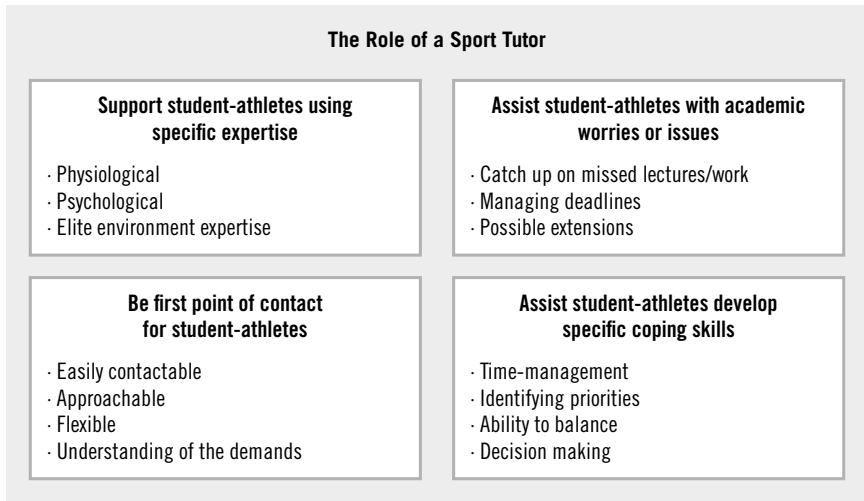 The Role of a Sport Tutor
Support student-athletes using
specific expertise
· Physiological
· Psychological
· Elite environment expertise
Assist student-athletes with academic
worries or issues
· Catch up on missed lectures/work
· Managing deadlines
· Possible extensions
Be first point of contact
for student-athletes
· Easily contactable
· Approachable
· Flexible
· Understanding of the demands
Assist student-athletes develop
specific coping skills
· Time-management
· Identifying priorities
· Ability to balance
· Decision making